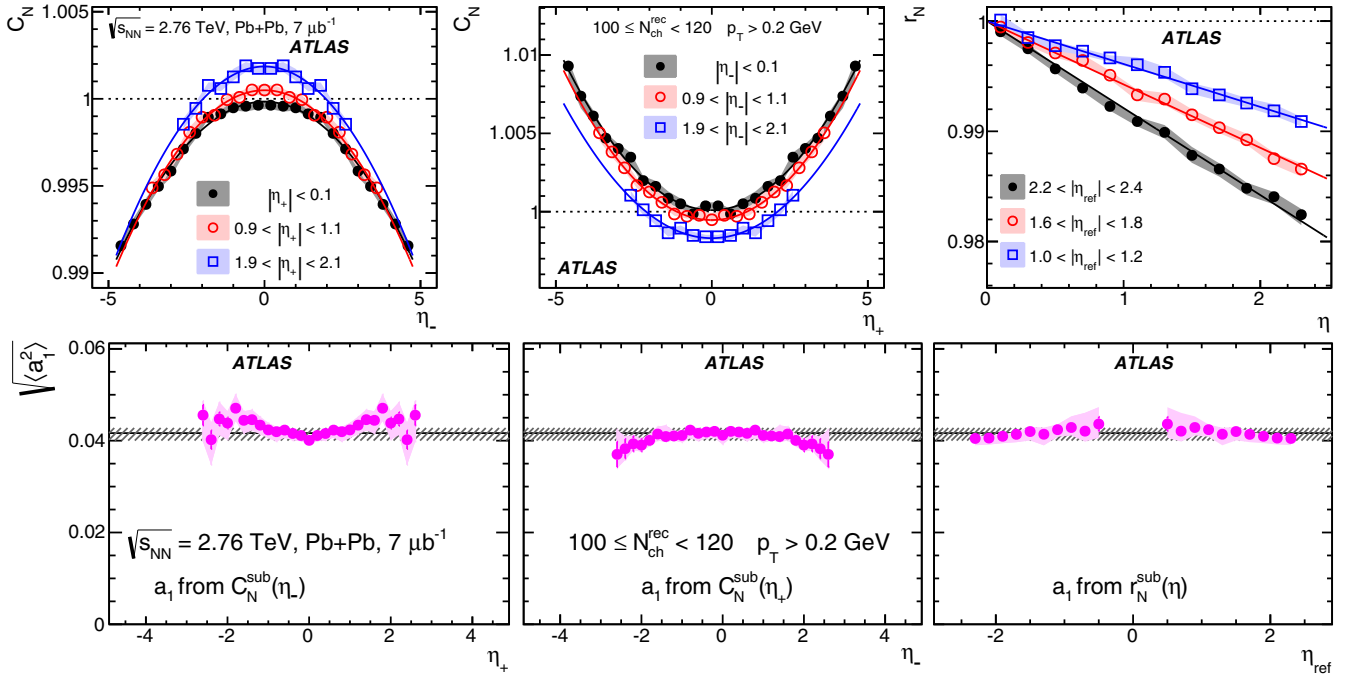 C_N
√s_NN = 2.76 TeV, Pb+Pb, 7 μb⁻¹
ATLAS
1.005
1
0.995
0.99
|η₊| < 0.1
0.9 < |η₊| < 1.1
1.9 < |η₊| < 2.1
-5 0 5
η₋
C_N
100 ≤ N_ch^rec < 120 p_T > 0.2 GeV
1.01
1.005
1
|η₋| < 0.1
0.9 < |η₋| < 1.1
1.9 < |η₋| < 2.1
ATLAS
-5 0 5
η₊
r_N
ATLAS
1
0.99
0.98
2.2 < |η_ref| < 2.4
1.6 < |η_ref| < 1.8
1.0 < |η_ref| < 1.2
0 1 2
η
√⟨a₁²⟩
0.06
0.04
0.02
0
ATLAS
√s_NN = 2.76 TeV, Pb+Pb, 7 μb⁻¹
a₁ from C_N^sub(η₋)
-4 -2 0 2 4
η₊
ATLAS
100 ≤ N_ch^rec < 120 p_T > 0.2 GeV
a₁ from C_N^sub(η₊)
-4 -2 0 2 4
η₋
ATLAS
a₁ from r_N^sub(η)
-2 0 2
η_ref